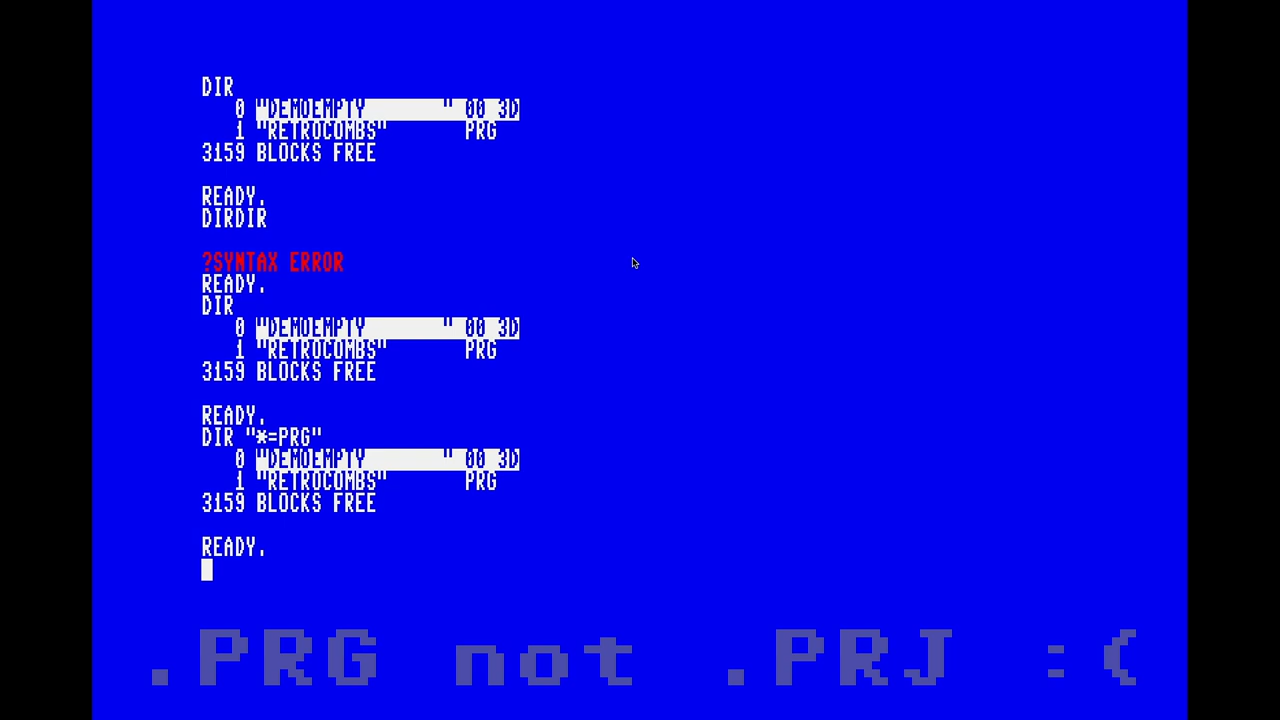 DIR
0 "DEMOEMPTY       " 00 3D
1 "RETROCOMBS"       PRG
3159 BLOCKS FREE
READY.
DIRDIR
?SYNTAX ERROR
READY.
DIR
0 "DEMOEMPTY       " 00 3D
1 "RETROCOMBS"       PRG
3159 BLOCKS FREE
READY.
DIR "*=PRG"
0 "DEMOEMPTY       " 00 3D
1 "RETROCOMBS"       PRG
3159 BLOCKS FREE
READY.
.PRG not .PRJ :(